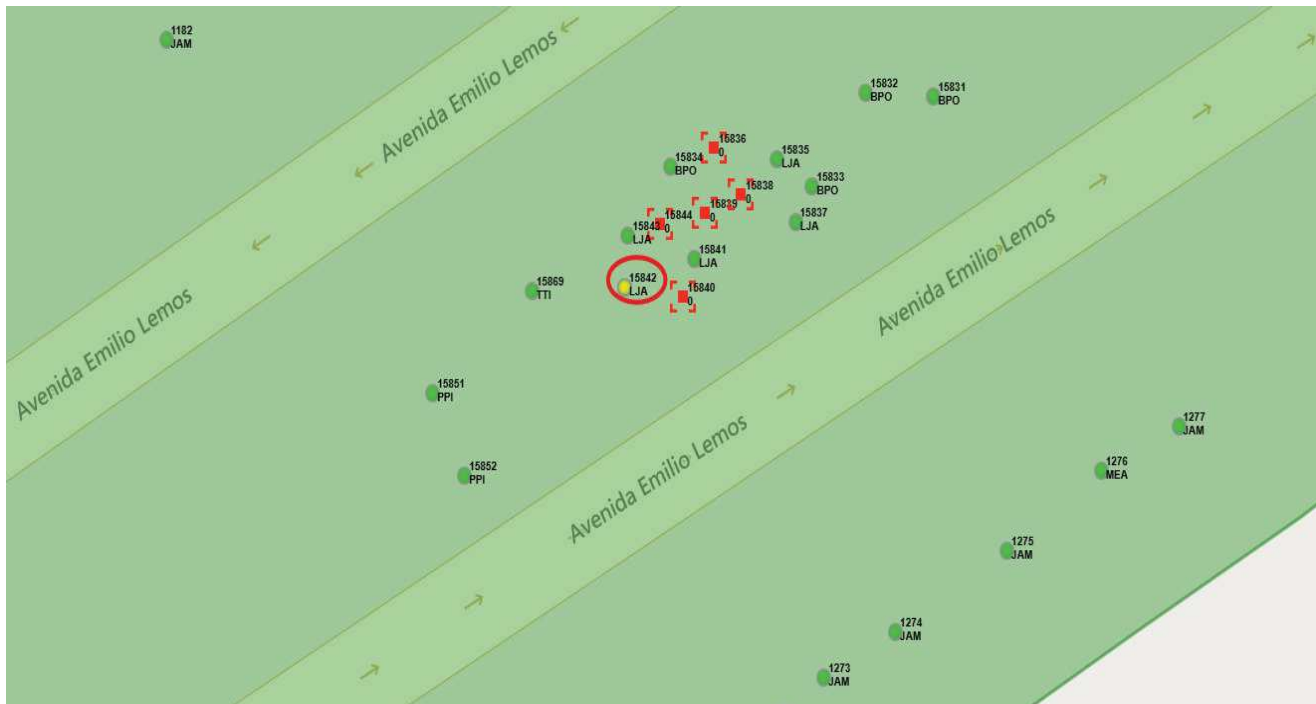 1182
JAM
Avenida Emilio Lemos
15832
BPO
15831
BPO
15836
0
15834
BPO
15835
LJA
15838
0
15833
BPO
15839
0
15844
0
15837
LJA
15843
LJA
Avenida Emilio Lemos
15841
LJA
15842
LJA
15840
0
15869
TTI
Avenida Emilio Lemos
15851
PPI
1277
JAM
15852
PPI
Avenida Emilio Lemos
1276
MEA
1275
JAM
1274
JAM
1273
JAM